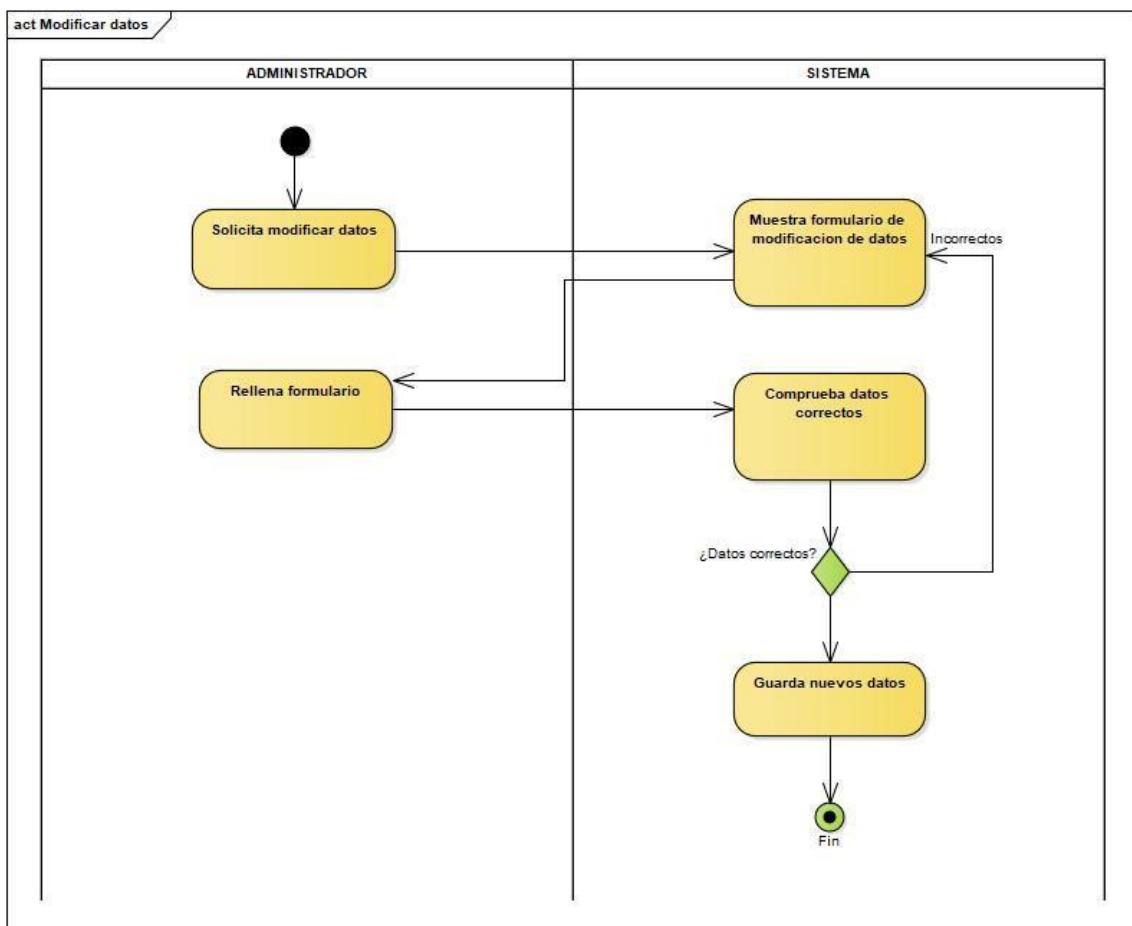 act Modificar datos
ADMINISTRADOR
SISTEMA
Solicita modificar datos
Muestra formulario de
modificacion de datos
Incorrectos
Rellena formulario
Comprueba datos
correctos
¿Datos correctos?
Guarda nuevos datos
Fin